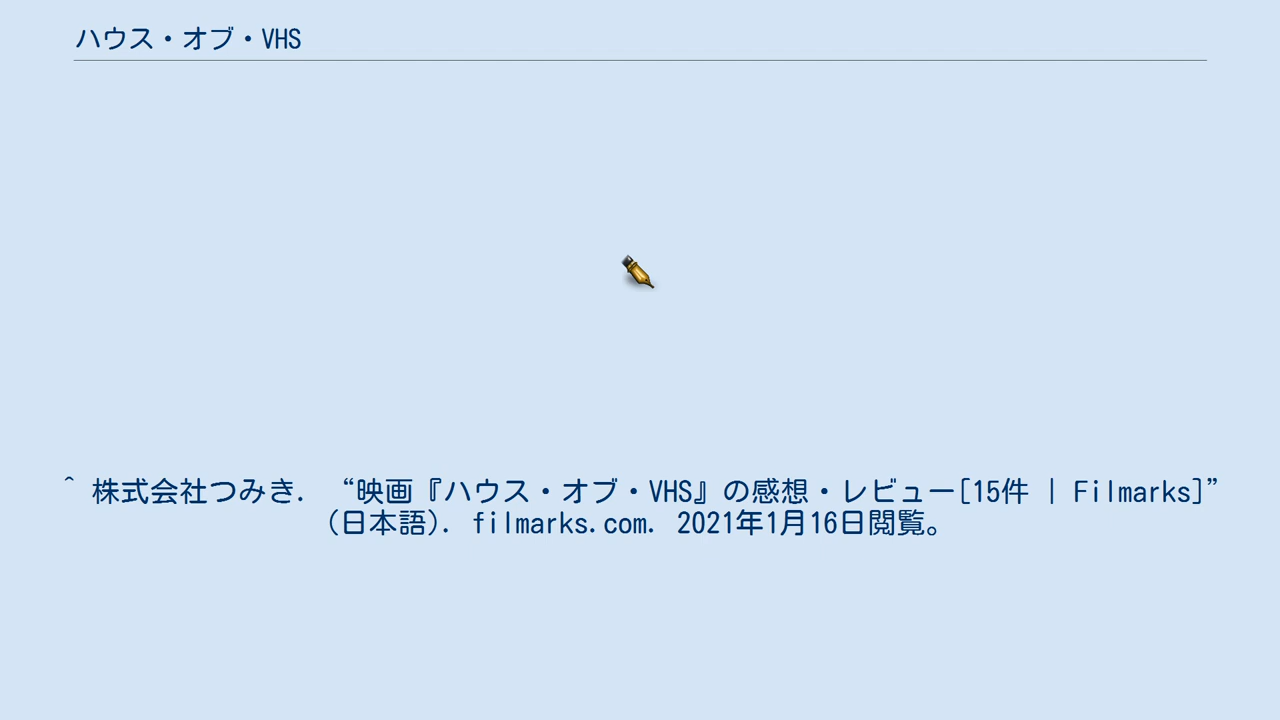 ハウス・オブ・VHS
^ 株式会社つみき. “映画『ハウス・オブ・VHS』の感想・レビュー[15件 | Filmarks]”
(日本語). filmarks.com. 2021年1月16日閲覧。